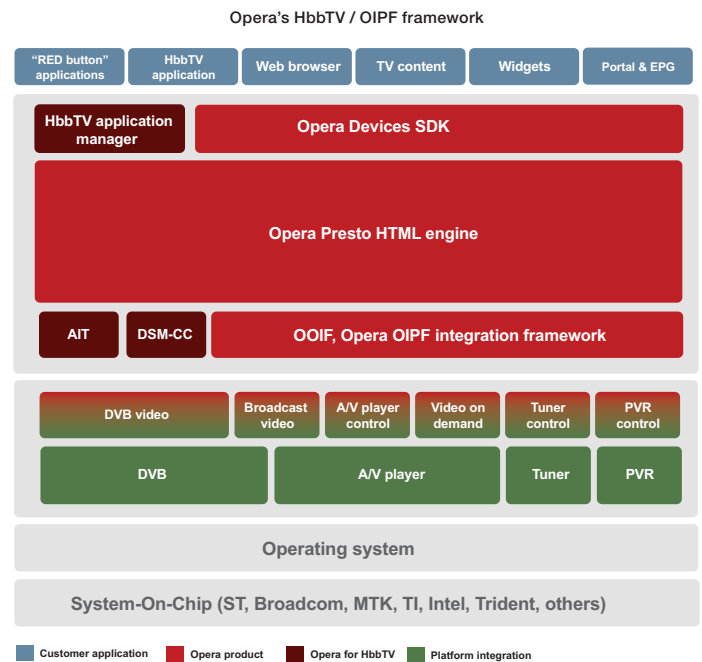 Opera’s HbbTV / OIPF framework
“RED button”
applications
HbbTV
application
Web browser
TV content
Widgets
Portal & EPG
HbbTV application
manager
Opera Devices SDK
Opera Presto HTML engine
AIT
DSM-CC
OOIF, Opera OIPF integration framework
DVB video
Broadcast
video
A/V player
control
Video on
demand
Tuner
control
PVR
control
DVB
A/V player
Tuner
PVR
Operating system
System-On-Chip (ST, Broadcom, MTK, TI, Intel, Trident, others)
Customer application
Opera product
Opera for HbbTV
Platform integration